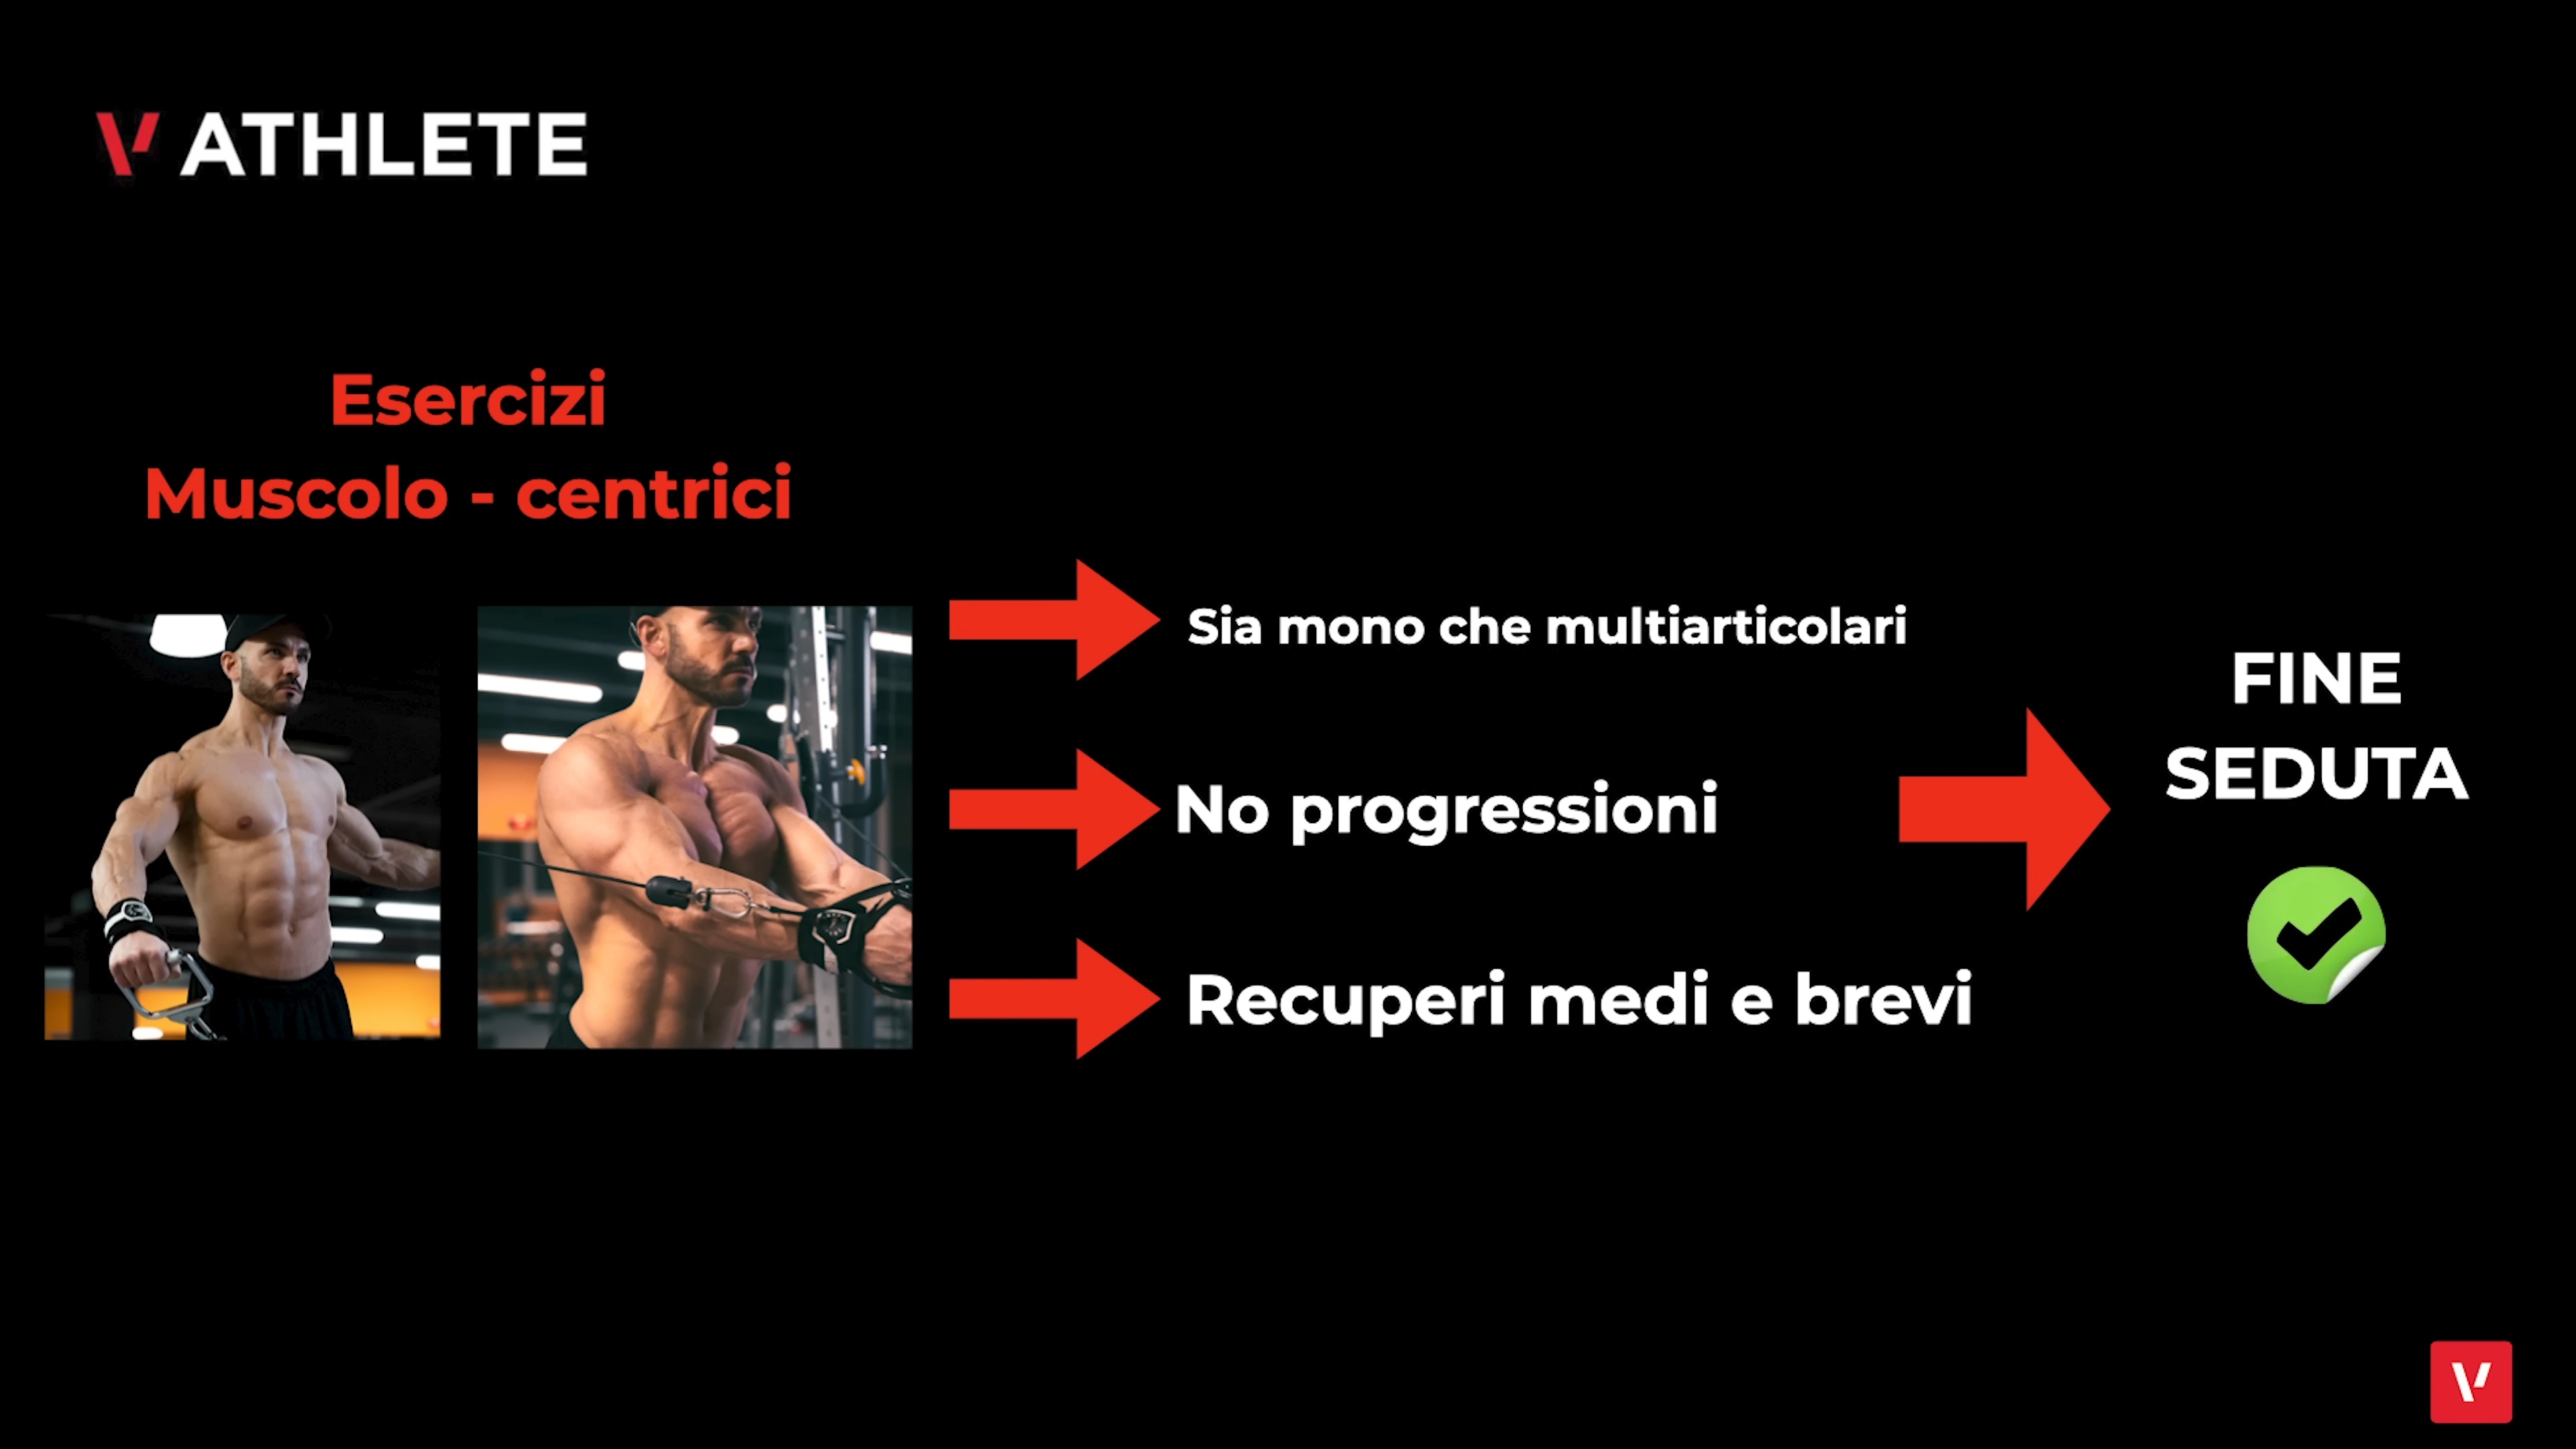 V ATHLETE
Esercizi
Muscolo - centrici
Sia mono che multiarticolari
No progressioni
Recuperi medi e brevi
FINE
SEDUTA
V